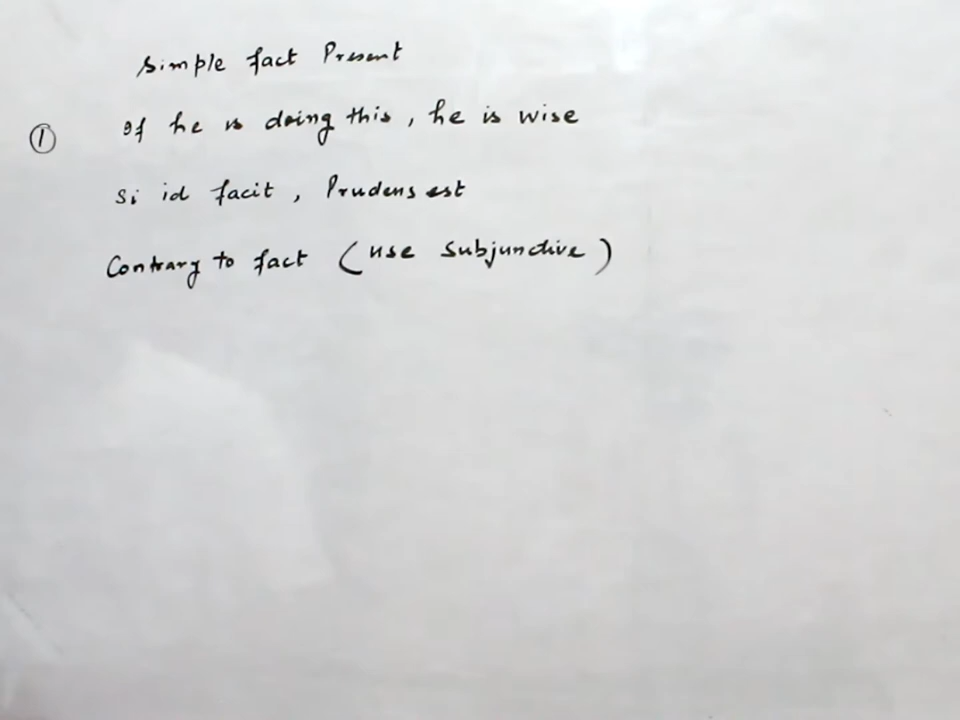 Simple fact Present
① If he is doing this, he is wise
Si id facit, Prudens est
Contrary to fact (use subjunctive)